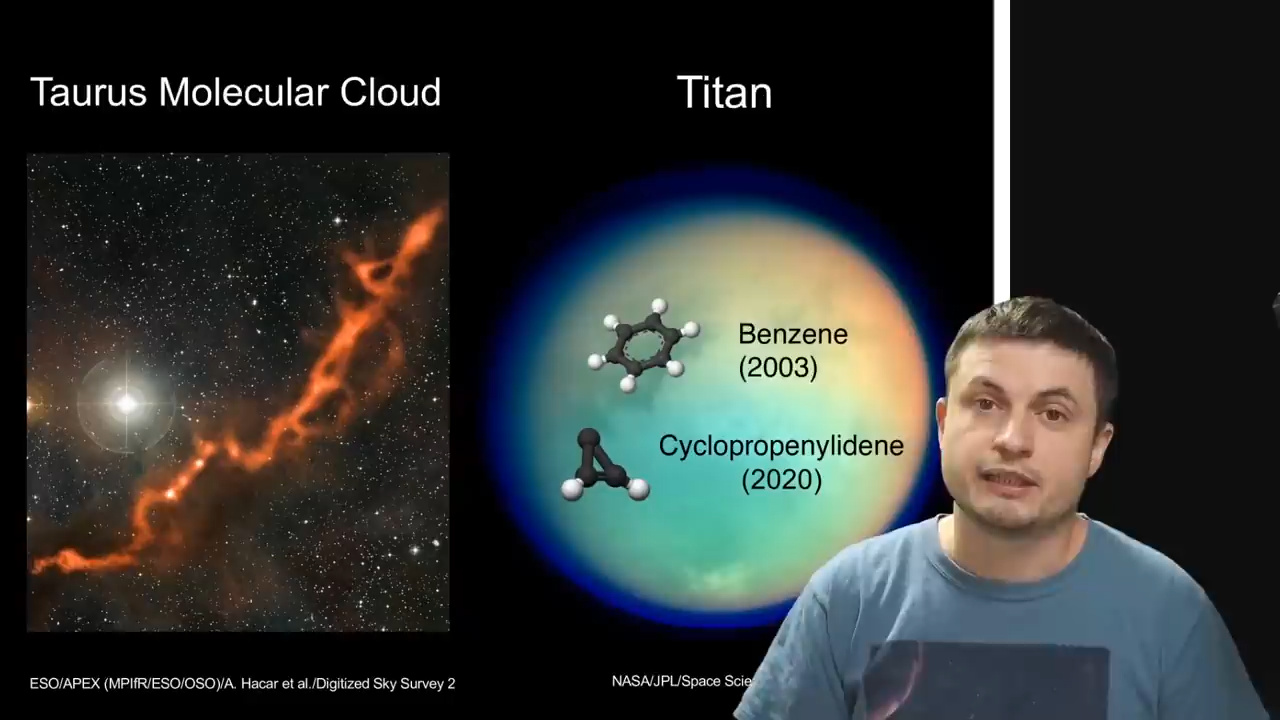 Taurus Molecular Cloud
Titan
Benzene
(2003)
Cyclopropenylidene
(2020)
ESO/APEX (MPIfR/ESO/OSO)/A. Hacar et al./Digitized Sky Survey 2
NASA/JPL/Space